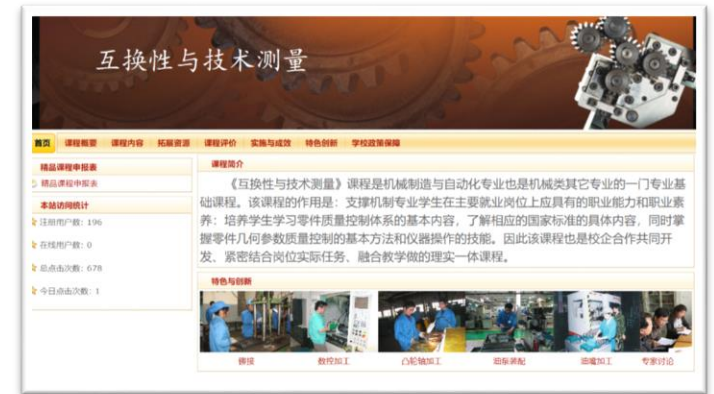 互换性与技术测量
首页 课程概要 课程内容 拓展资源 课程评价 实施与成效 特色创新 学校政策保障
精品课程申报表
精品课程申报表
本站访问统计
注册用户数：196
在线用户数：0
总点击次数：678
今日点击次数：1
课程简介
《互换性与技术测量》课程是机械制造与自动化专业也是机械类其它专业的一门专业基
础课程。该课程的作用是：支撑机制专业学生在主要就业岗位上应具有的职业能力和职业素
养：培养学生学习零件质量控制体系的基本内容，了解相应的国家标准的具体内容，同时掌
握零件几何参数质量控制的基本方法和仪器操作的技能。因此该课程也是校企合作共同开
发、紧密结合岗位实际任务、融合教学做的理实一体课程。
特色与创新
铆接 数控加工 凸轮轴加工 油泵装配 油嘴加工 专家讨论